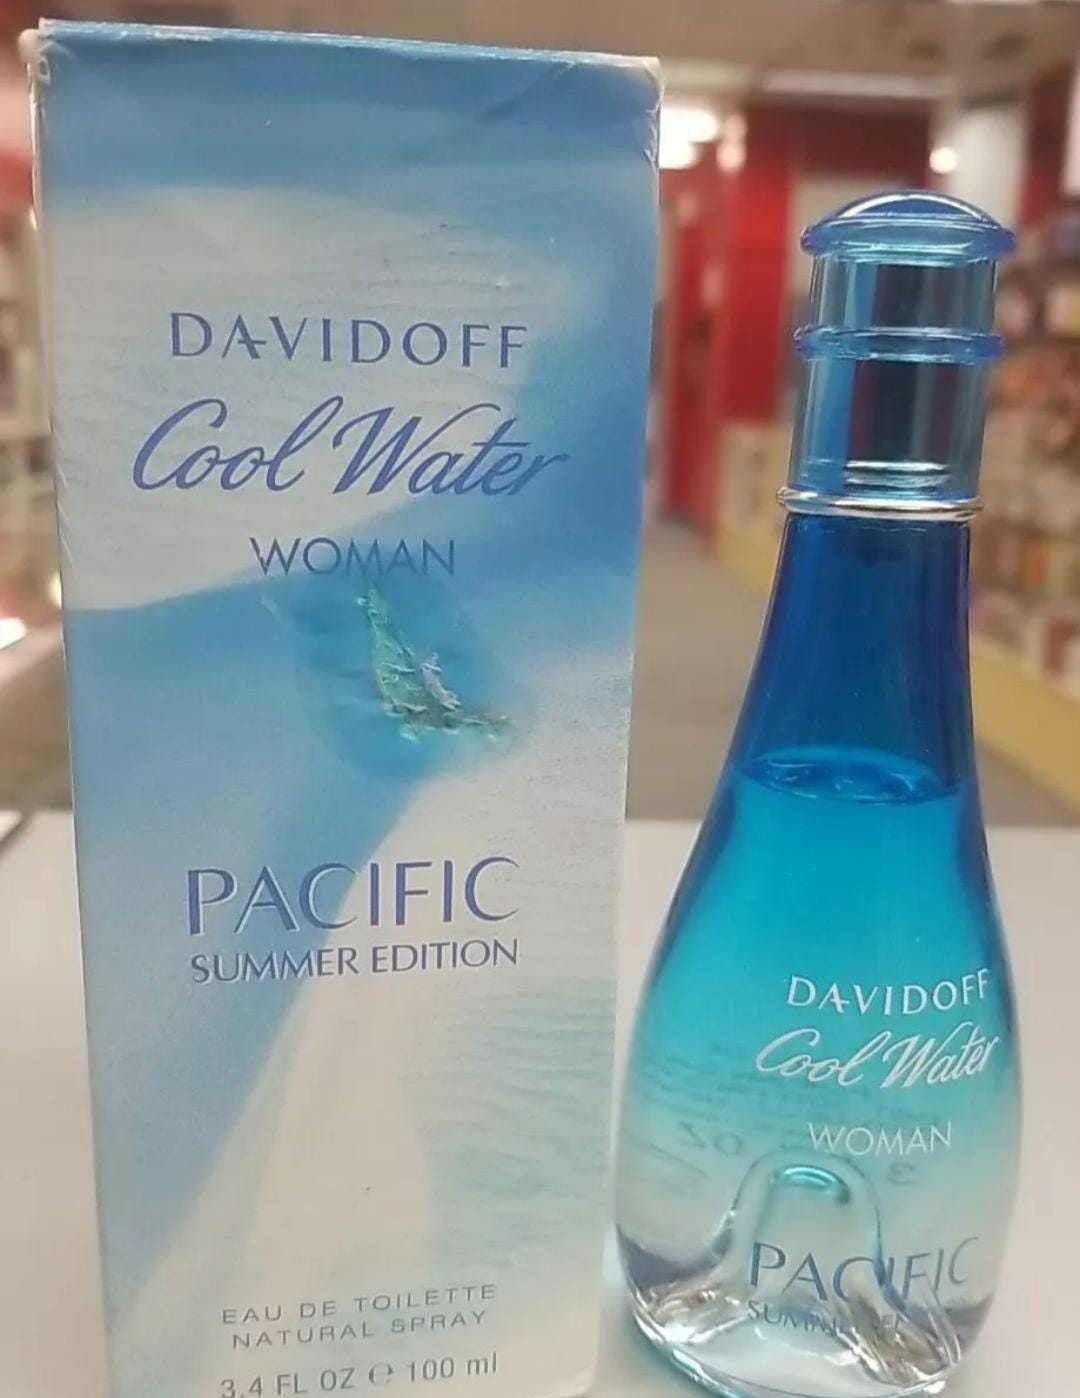 DAVIDOFF
Cool Water
WOMAN
PACIFIC
SUMMER EDITION
EAU DE TOILETTE
NATURAL SPRAY
3.4 FL OZ ℮ 100 ml
DAVIDOFF
Cool Water
WOMAN
PACIFIC
SUMMER